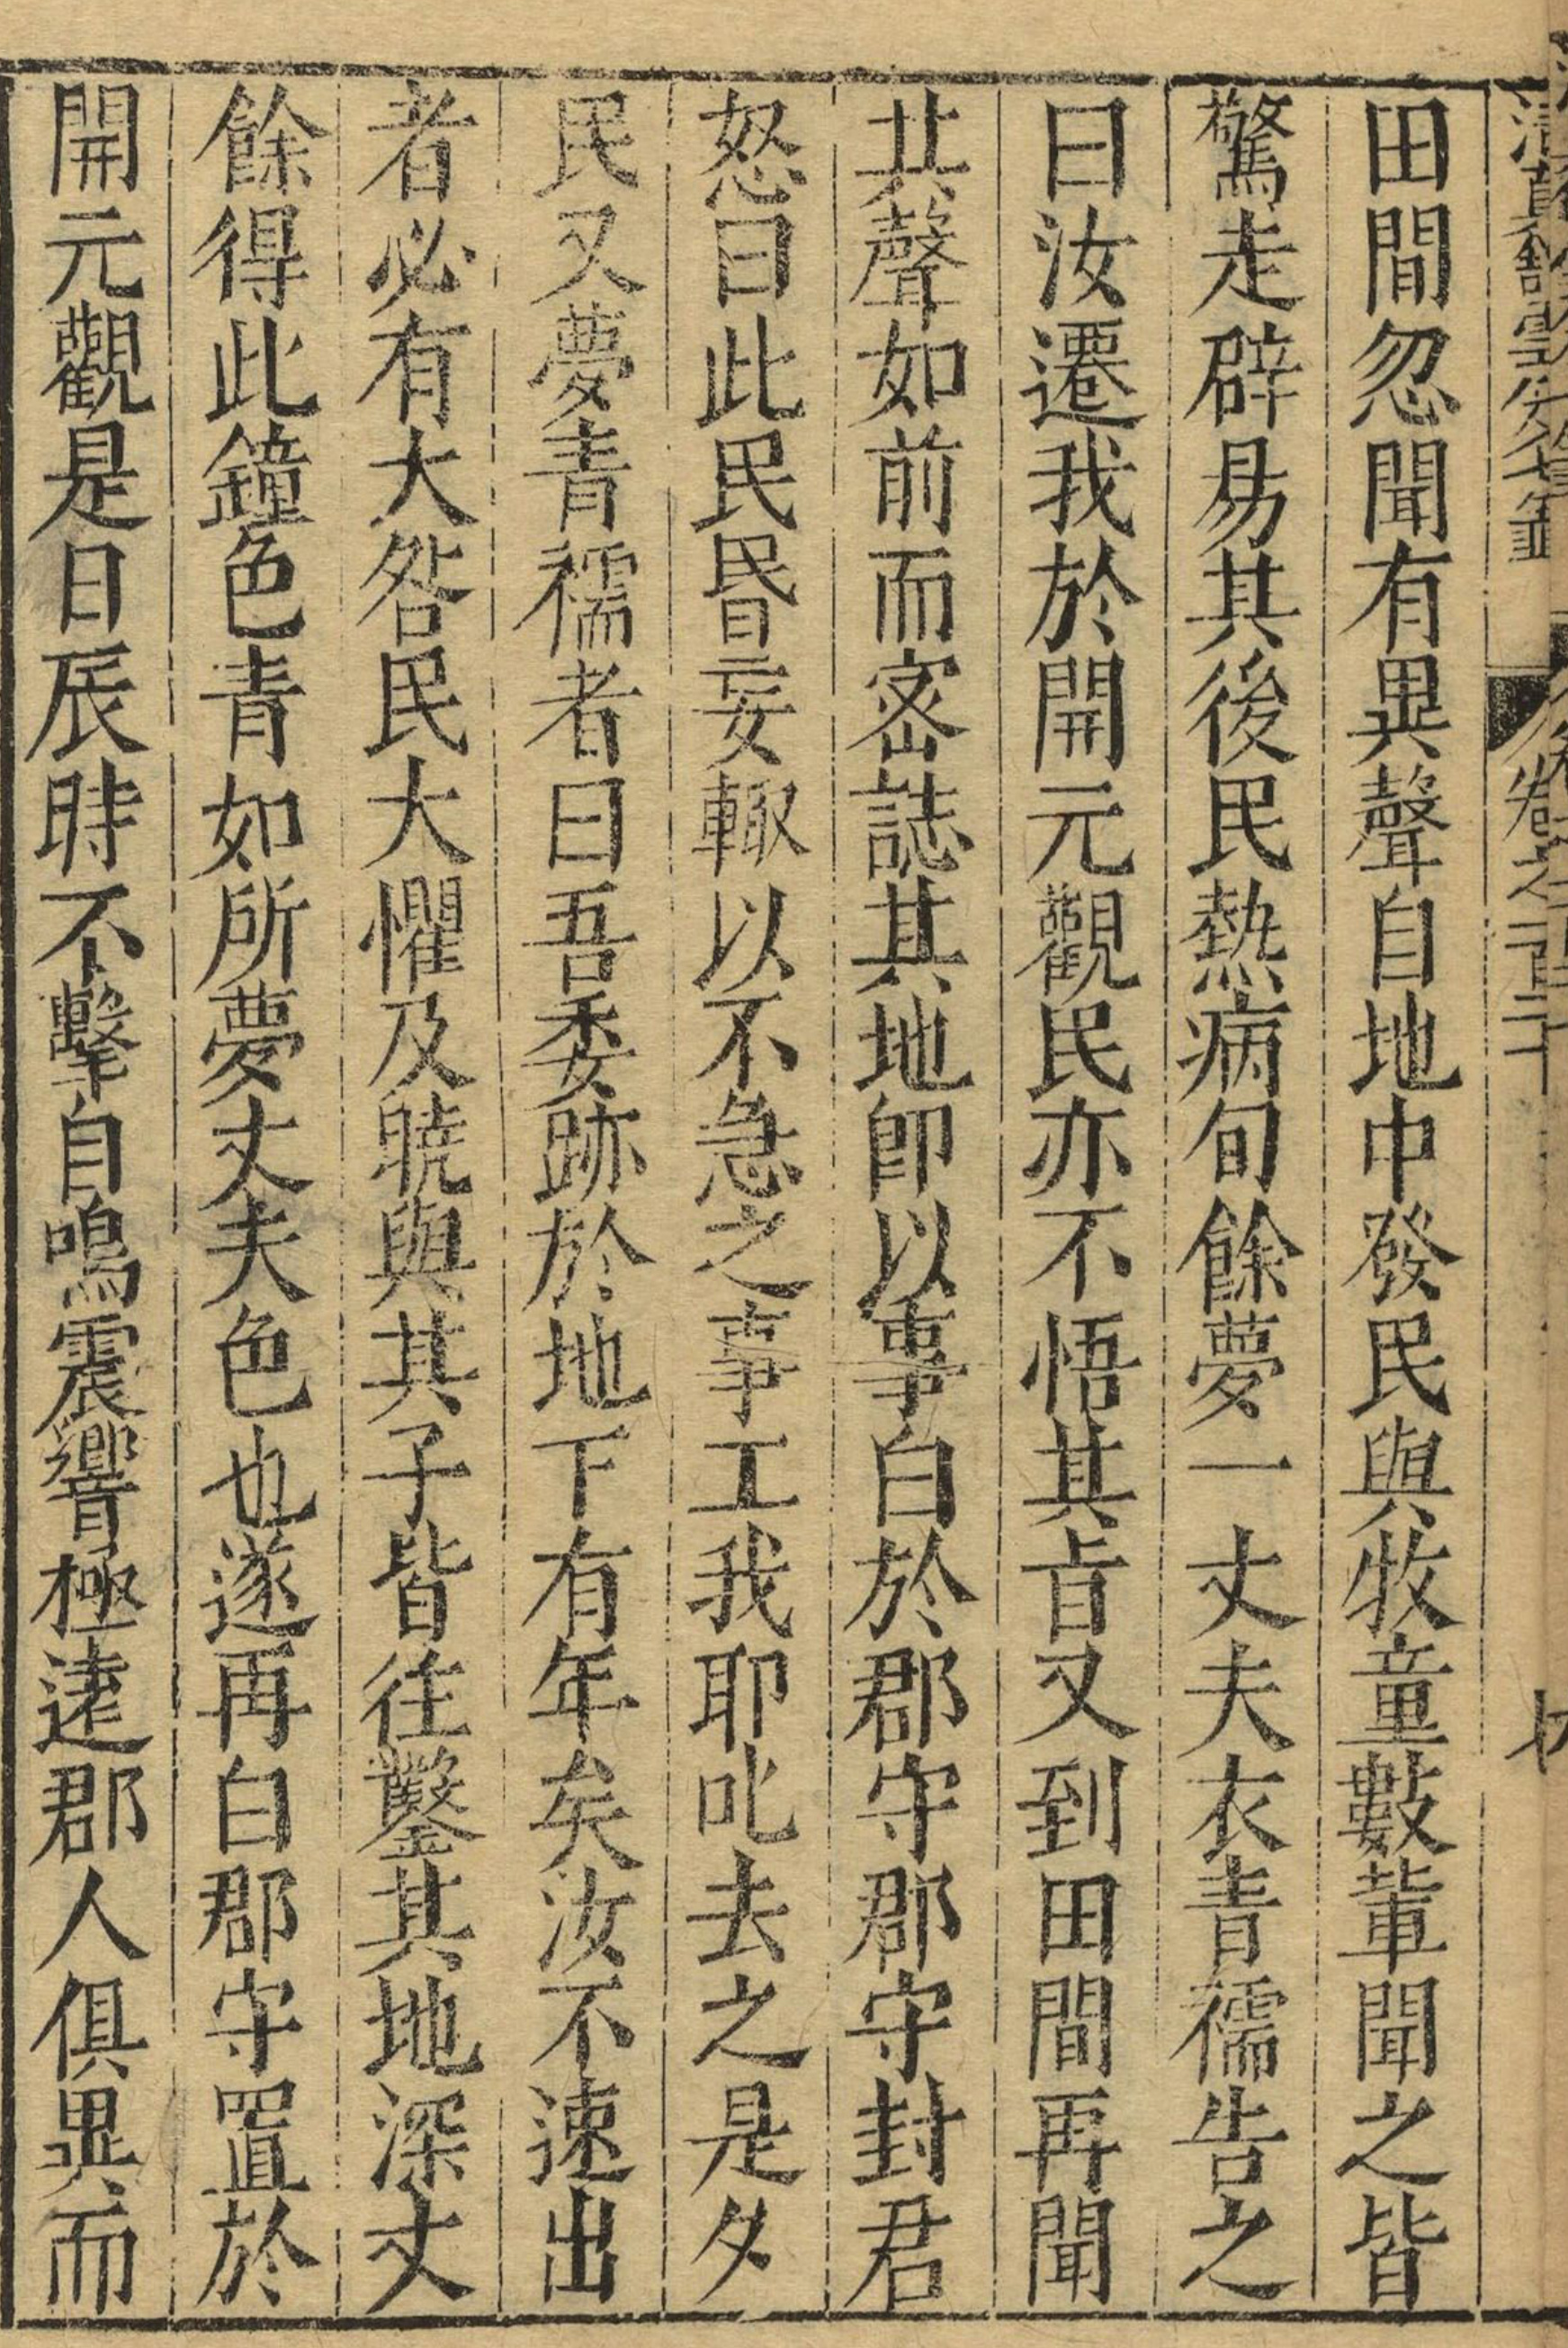 田間忽聞有異聲自地中發民與牧童數輩聞之皆
驚走辟易其後民熱病旬餘夢一丈夫衣青襦告之
曰汝遷我於開元觀民亦不悟其旨又到田間再聞
其聲如前而密誌其地即以事白於郡守郡守封君
怒曰此民昏妄輙以不急之事工我耶叱去之是夕
民又夢青襦者曰吾委跡於地下有年矣汝不速出
者必有大咎民大懼及曉與其子皆往鑿其地深丈
餘得此鐘色青如所夢丈夫色也遂再白郡守置於
開元觀是日辰時不擊自鳴震響極逺郡人俱異而